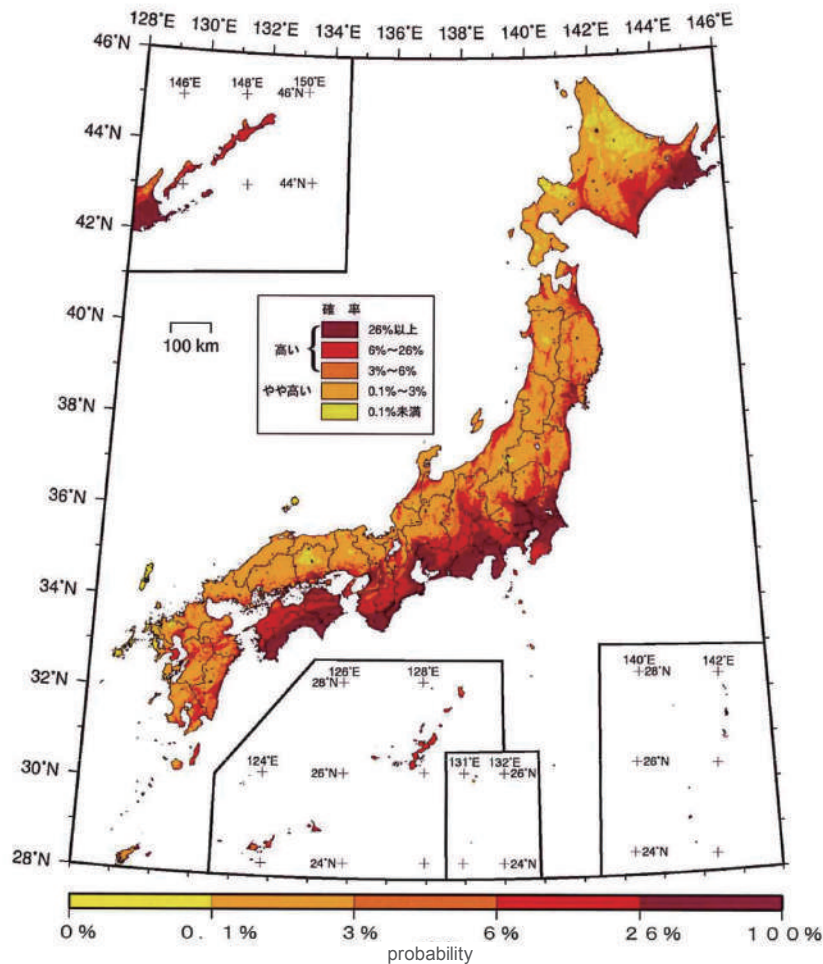 128°E 130°E 132°E 134°E 136°E 138°E 140°E 142°E 144°E 146°E
46°N
146°E 148°E 150°E
46°N
44°N
44°N
42°N
40°N
100 km
確 率
高い
26%以上
6%～26%
3%～6%
やや高い 0.1%～3%
0.1%未満
38°N
36°N
34°N
32°N
126°E 128°E
28°N
140°E 142°E
28°N
30°N
124°E
26°N
131°E 132°E
26°N
26°N
28°N
24°N
24°N
24°N
0% 0.1% 3% 6% 26% 100%
probability